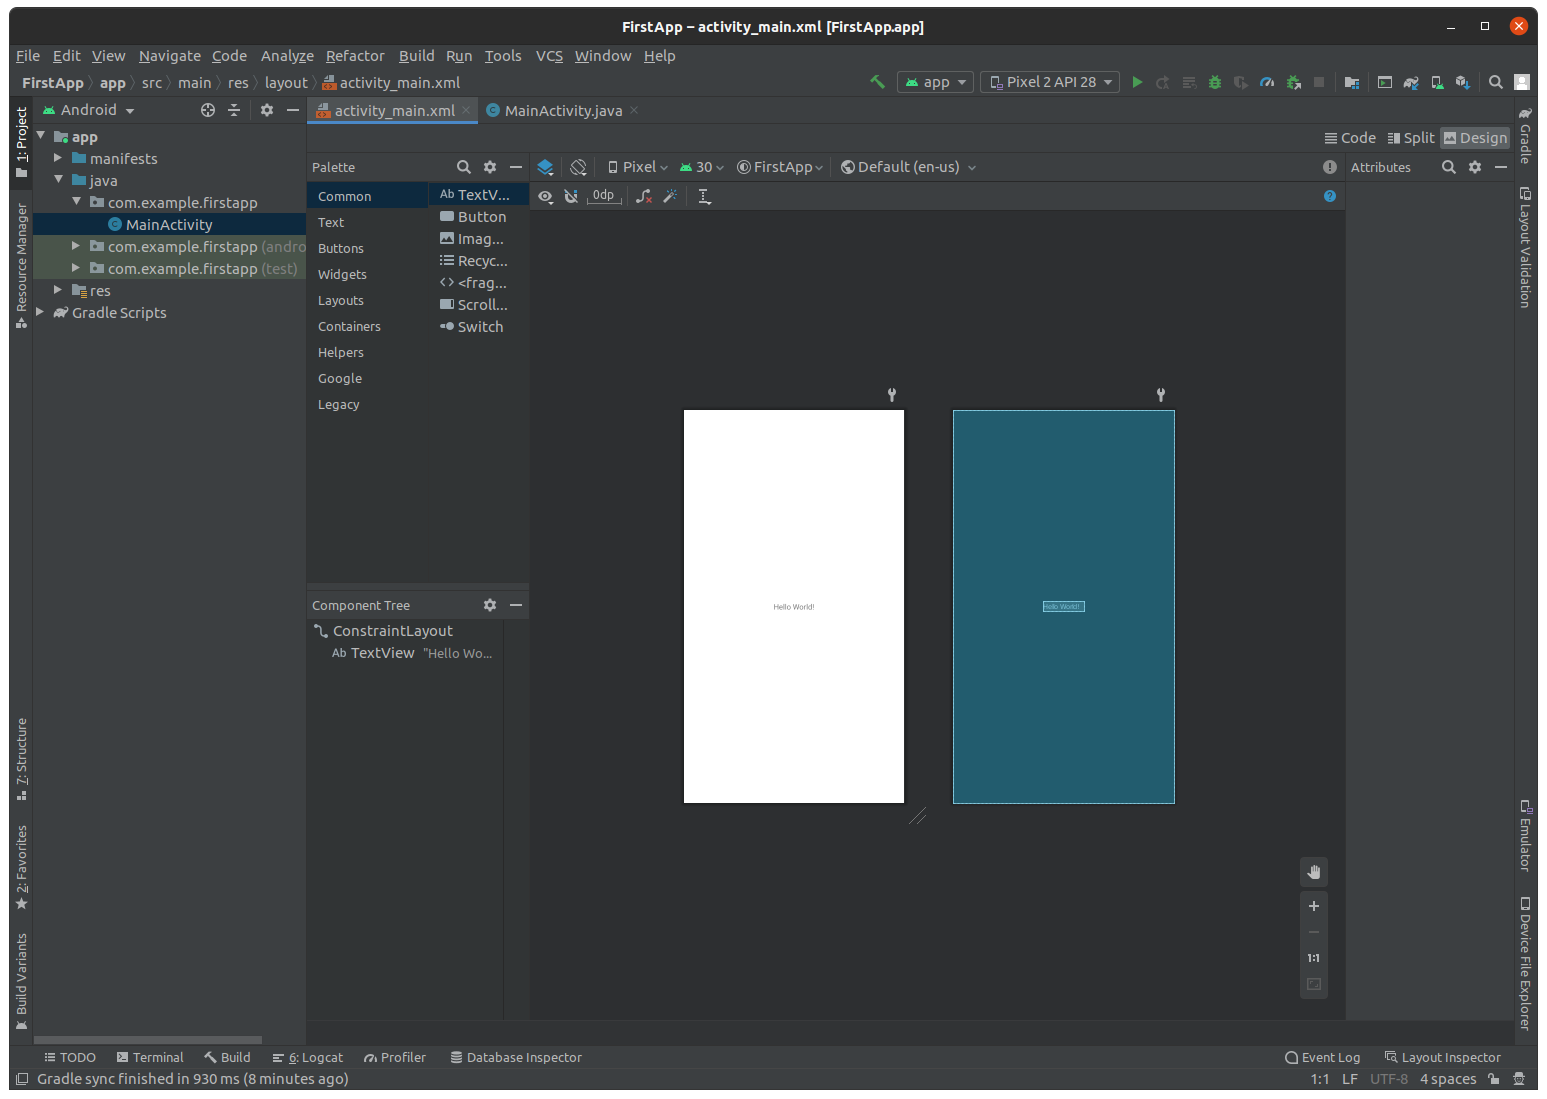 FirstApp – activity_main.xml [FirstApp.app]
File Edit View Navigate Code Analyze Refactor Build Run Tools VCS Window Help
FirstApp app src main res layout activity_main.xml app Pixel 2 API 28
1: Project Android activity_main.xml MainActivity.java Gradle
app
manifests
java
com.example.firstapp
MainActivity
com.example.firstapp (andro
com.example.firstapp (test)
res
Gradle Scripts
Code Split Design
Palette Pixel 30 FirstApp Default (en-us) Attributes
0dp
Common
Text
Buttons
Widgets
Layouts
Containers
Helpers
Google
Legacy
Ab TextV...
Button
Imag...
Recyc...
<frag...
Scroll...
Switch
Resource Manager
Layout Validation
Hello World!
Hello World!
Component Tree
ConstraintLayout
Ab TextView "Hello Wo...
7: Structure
2: Favorites
Build Variants
Emulator
Device File Explorer
1:1
TODO Terminal Build 6: Logcat Profiler Database Inspector Event Log Layout Inspector
Gradle sync finished in 930 ms (8 minutes ago) 1:1 LF UTF-8 4 spaces